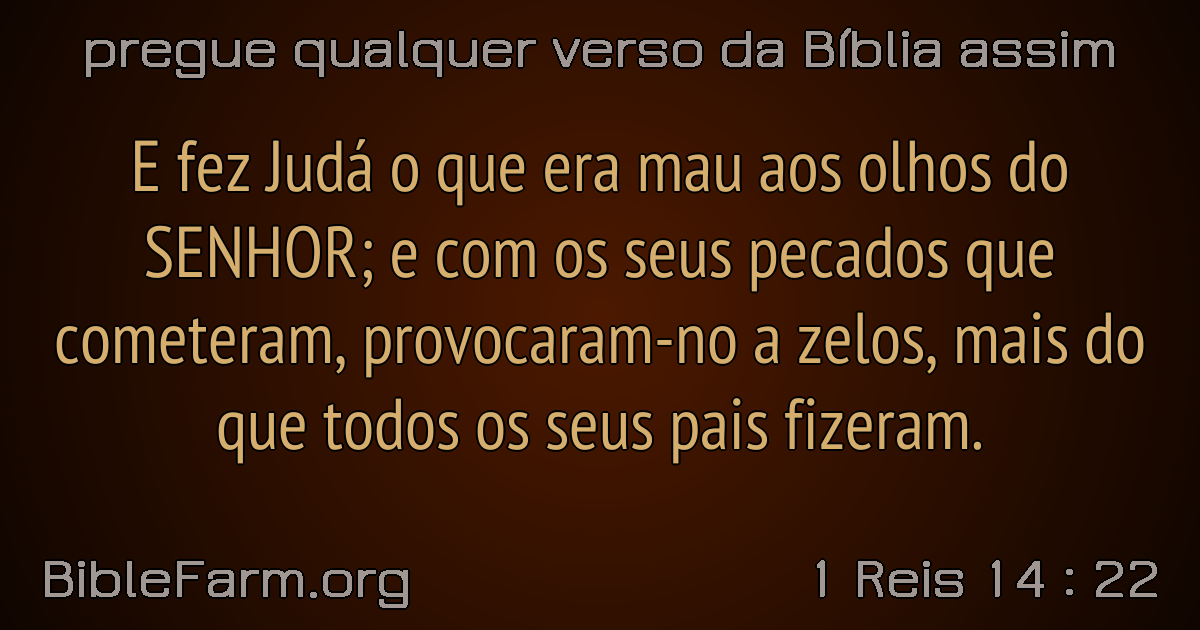 pregue qualquer verso da Bíblia assim
E fez Judá o que era mau aos olhos do
SENHOR; e com os seus pecados que
cometeram, provocaram-no a zelos, mais do
que todos os seus pais fizeram.
BibleFarm.org
1 Reis 14 : 22